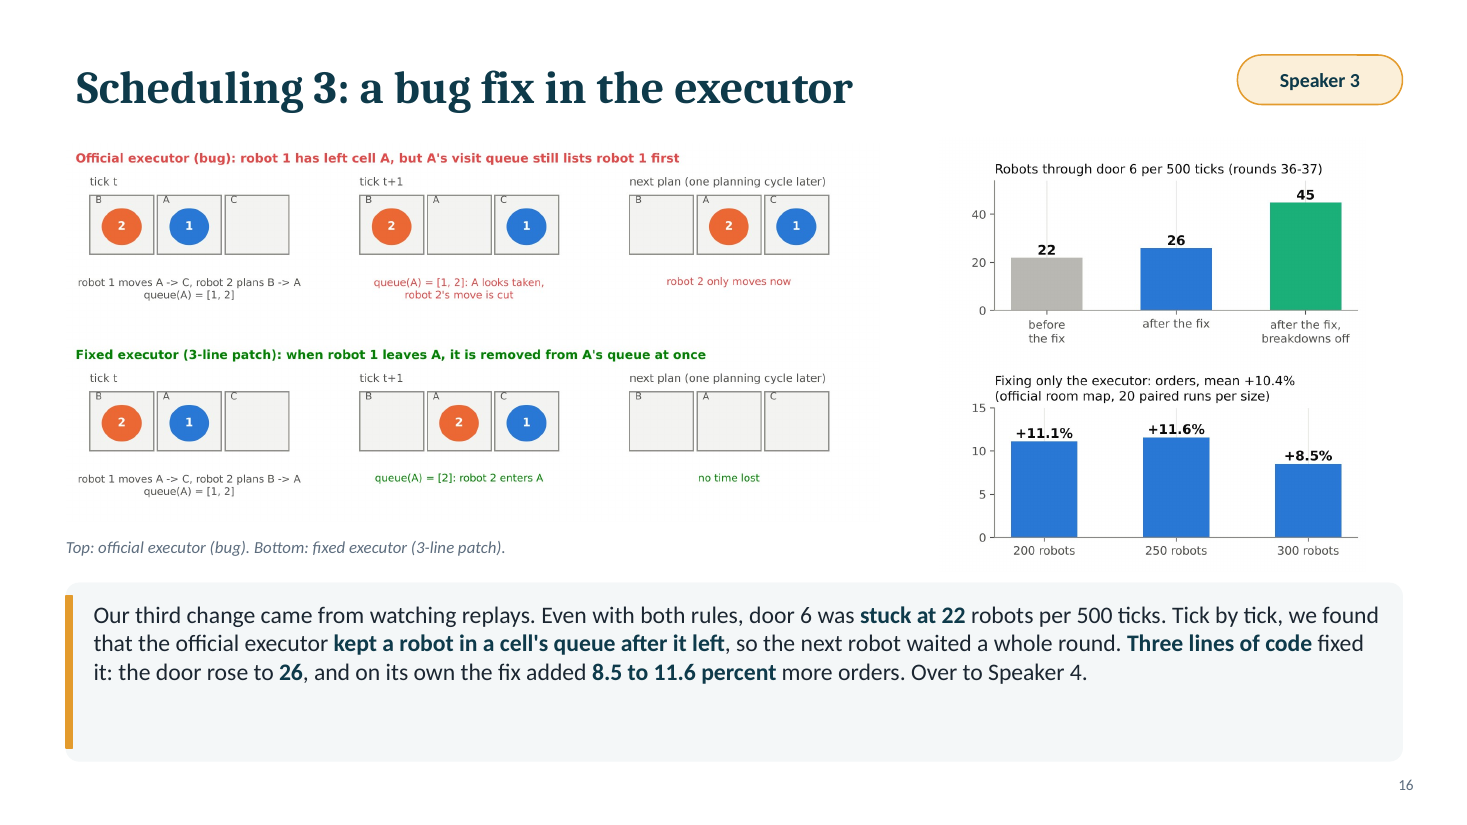 Scheduling 3: a bug fix in the executor
Speaker 3
Official executor (bug): robot 1 has left cell A, but A's visit queue still lists robot 1 first
tick t
B
A
C
2
1
robot 1 moves A -> C, robot 2 plans B -> A
queue(A) = [1, 2]
tick t+1
B
A
C
2
1
queue(A) = [1, 2]: A looks taken,
robot 2's move is cut
next plan (one planning cycle later)
B
A
C
2
1
robot 2 only moves now
Fixed executor (3-line patch): when robot 1 leaves A, it is removed from A's queue at once
tick t
B
A
C
2
1
robot 1 moves A -> C, robot 2 plans B -> A
queue(A) = [1, 2]
tick t+1
B
A
C
2
1
queue(A) = [2]: robot 2 enters A
next plan (one planning cycle later)
B
A
C
no time lost
Top: official executor (bug). Bottom: fixed executor (3-line patch).
Robots through door 6 per 500 ticks (rounds 36-37)
40
20
0
22
26
45
before
the fix
after the fix
after the fix,
breakdowns off
Fixing only the executor: orders, mean +10.4%
(official room map, 20 paired runs per size)
15
10
5
0
+11.1%
+11.6%
+8.5%
200 robots
250 robots
300 robots
Our third change came from watching replays. Even with both rules, door 6 was stuck at 22 robots per 500 ticks. Tick by tick, we found
that the official executor kept a robot in a cell's queue after it left, so the next robot waited a whole round. Three lines of code fixed
it: the door rose to 26, and on its own the fix added 8.5 to 11.6 percent more orders. Over to Speaker 4.
16